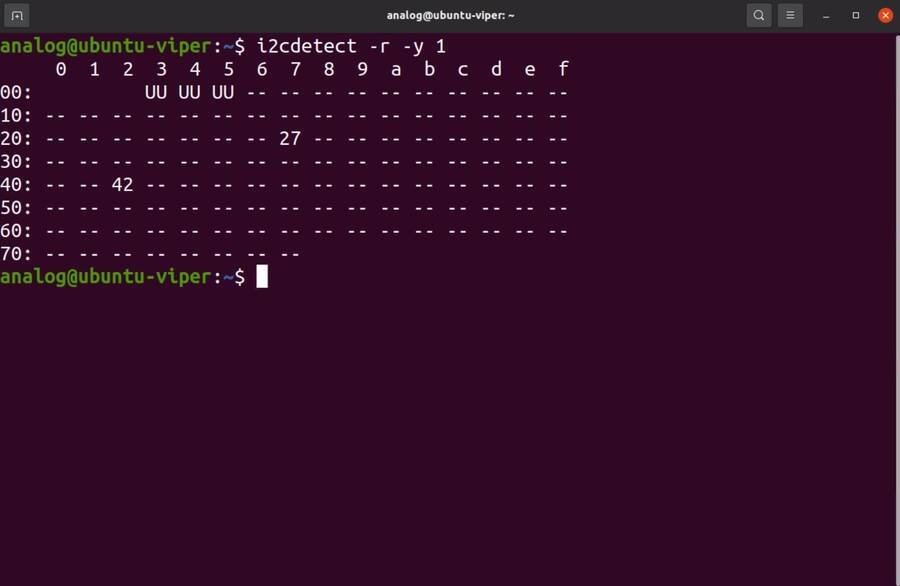 analog@ubuntu-viper: ~
analog@ubuntu-viper:~$ i2cdetect -r -y 1
     0  1  2  3  4  5  6  7  8  9  a  b  c  d  e  f
00:          UU UU UU -- -- -- -- -- -- -- -- -- --
10: -- -- -- -- -- -- -- -- -- -- -- -- -- -- -- --
20: -- -- -- -- -- -- -- 27 -- -- -- -- -- -- -- --
30: -- -- -- -- -- -- -- -- -- -- -- -- -- -- -- --
40: -- -- 42 -- -- -- -- -- -- -- -- -- -- -- -- --
50: -- -- -- -- -- -- -- -- -- -- -- -- -- -- -- --
60: -- -- -- -- -- -- -- -- -- -- -- -- -- -- -- --
70: -- -- -- -- -- -- -- --
analog@ubuntu-viper:~$